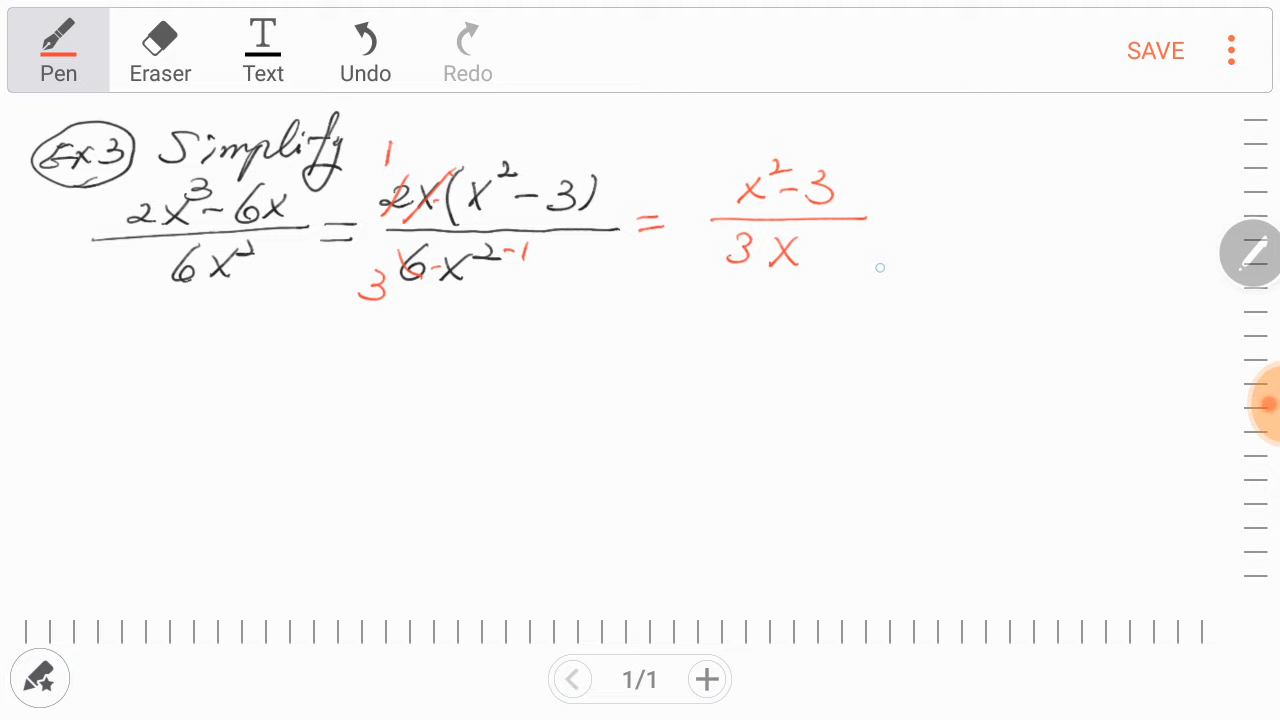 Pen Eraser Text Undo Redo SAVE
Ex3 Simplify
2x³ - 6x / 6x² = 2x(x² - 3) / 6x² = x² - 3 / 3x
1
3
-1
1/1